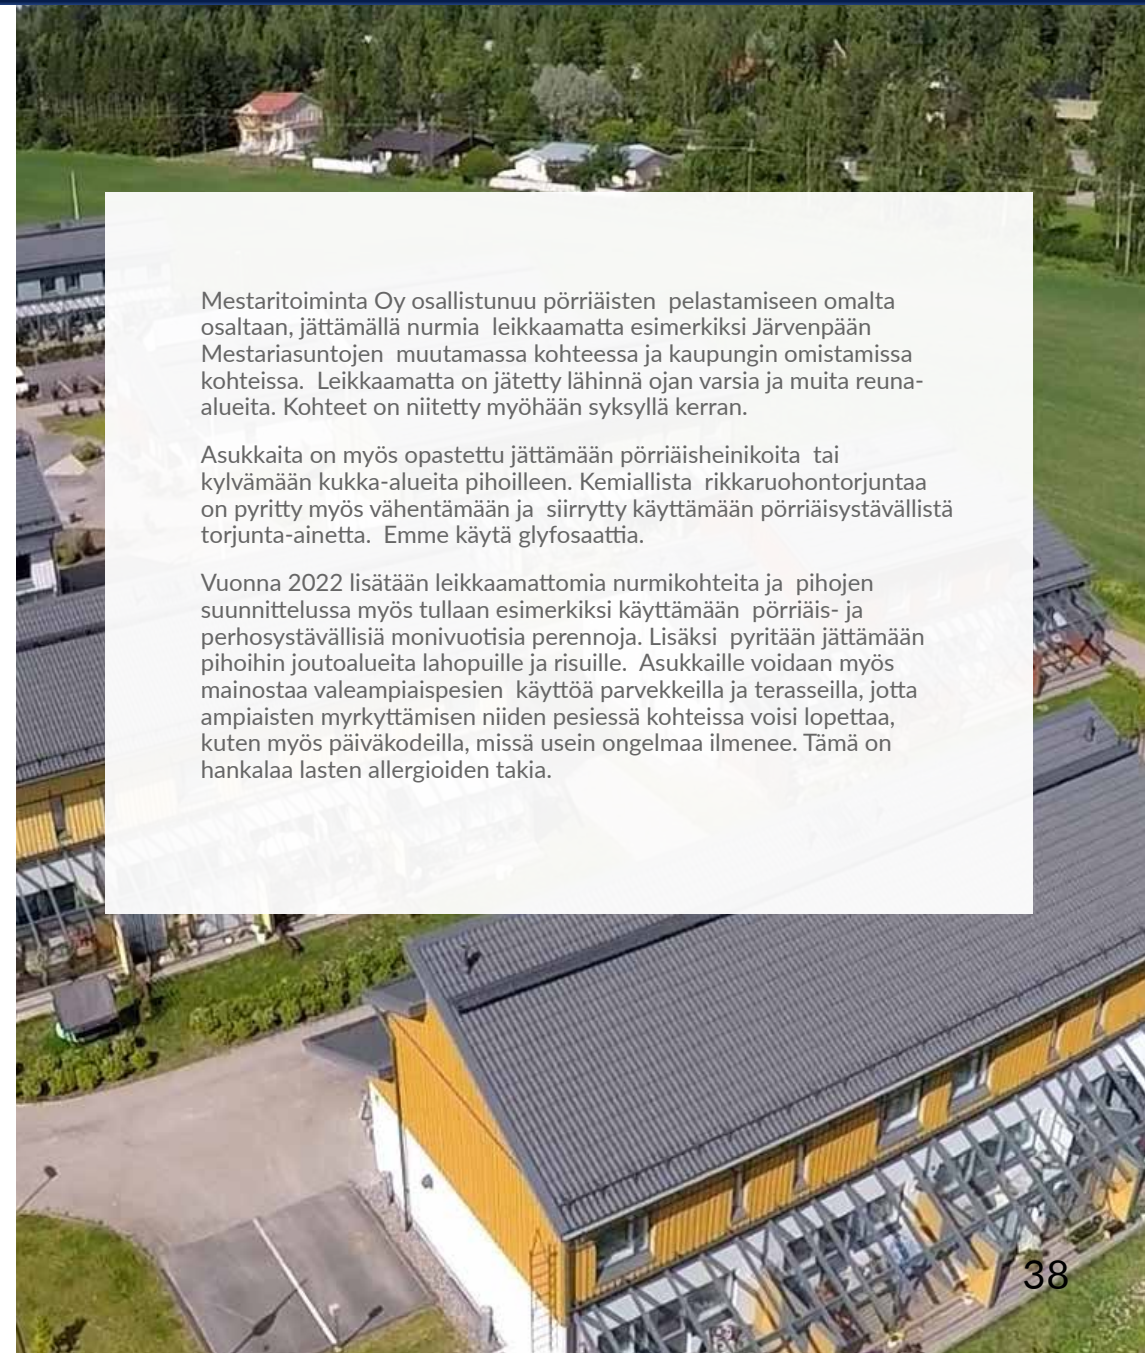 Mestaritoiminta Oy osallistunuu pörriäisten pelastamiseen omalta
osaltaan, jättämällä nurmia leikkaamatta esimerkiksi Järvenpään
Mestariasuntojen muutamassa kohteessa ja kaupungin omistamissa
kohteissa. Leikkaamatta on jätetty lähinnä ojan varsia ja muita reuna-
alueita. Kohteet on niitetty myöhään syksyllä kerran.
Asukkaita on myös opastettu jättämään pörriäisheinikoita tai
kylvämään kukka-alueita pihoilleen. Kemiallista rikkaruohontorjuntaa
on pyritty myös vähentämään ja siirrytty käyttämään pörriäisystävällistä
torjunta-ainetta. Emme käytä glyfosaattia.
Vuonna 2022 lisätään leikkaamattomia nurmikohteita ja pihojen
suunnittelussa myös tullaan esimerkiksi käyttämään pörriäis- ja
perhosystävällisiä monivuotisia perennoja. Lisäksi pyritään jättämään
pihoihin joutoalueita lahopuille ja risuille. Asukkaille voidaan myös
mainostaa valeampiaispesien käyttöä parvekkeilla ja terasseilla, jotta
ampiaisten myrkyttämisen niiden pesiessä kohteissa voisi lopettaa,
kuten myös päiväkodeilla, missä usein ongelmaa ilmenee. Tämä on
hankalaa lasten allergioiden takia.
38